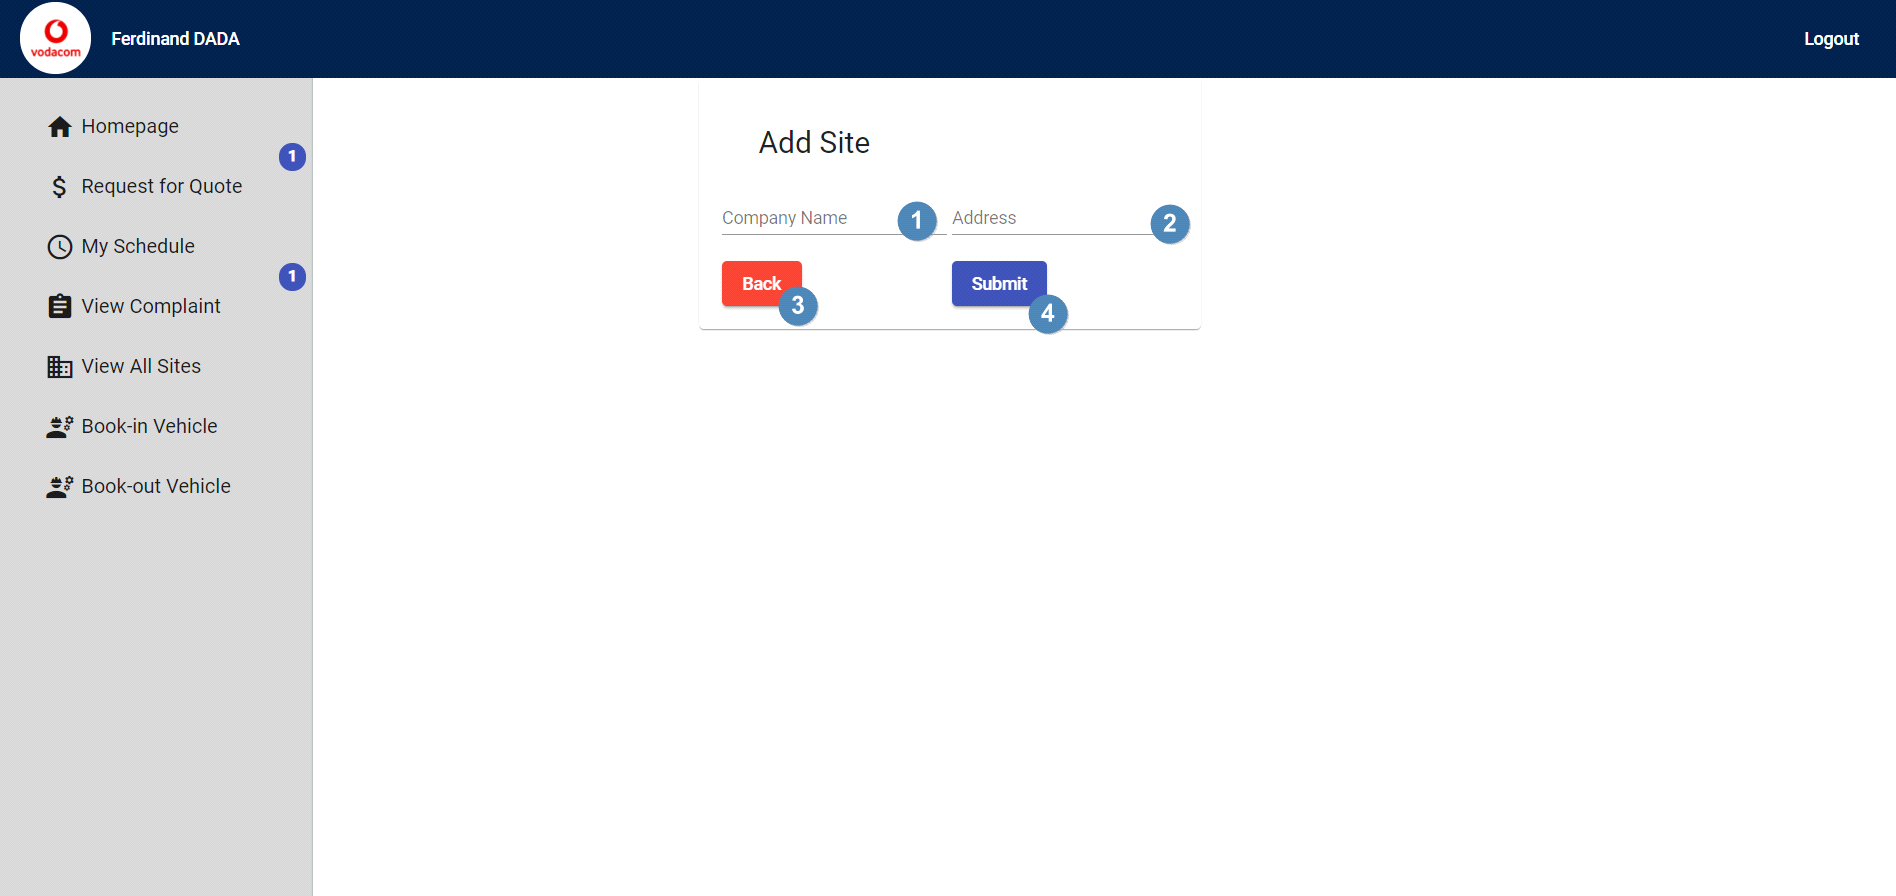 vodacom
Ferdinand DADA
Logout
Homepage
1
Request for Quote
My Schedule
1
View Complaint
View All Sites
Book-in Vehicle
Book-out Vehicle
Add Site
Company Name 1 Address 2
Back 3 Submit 4